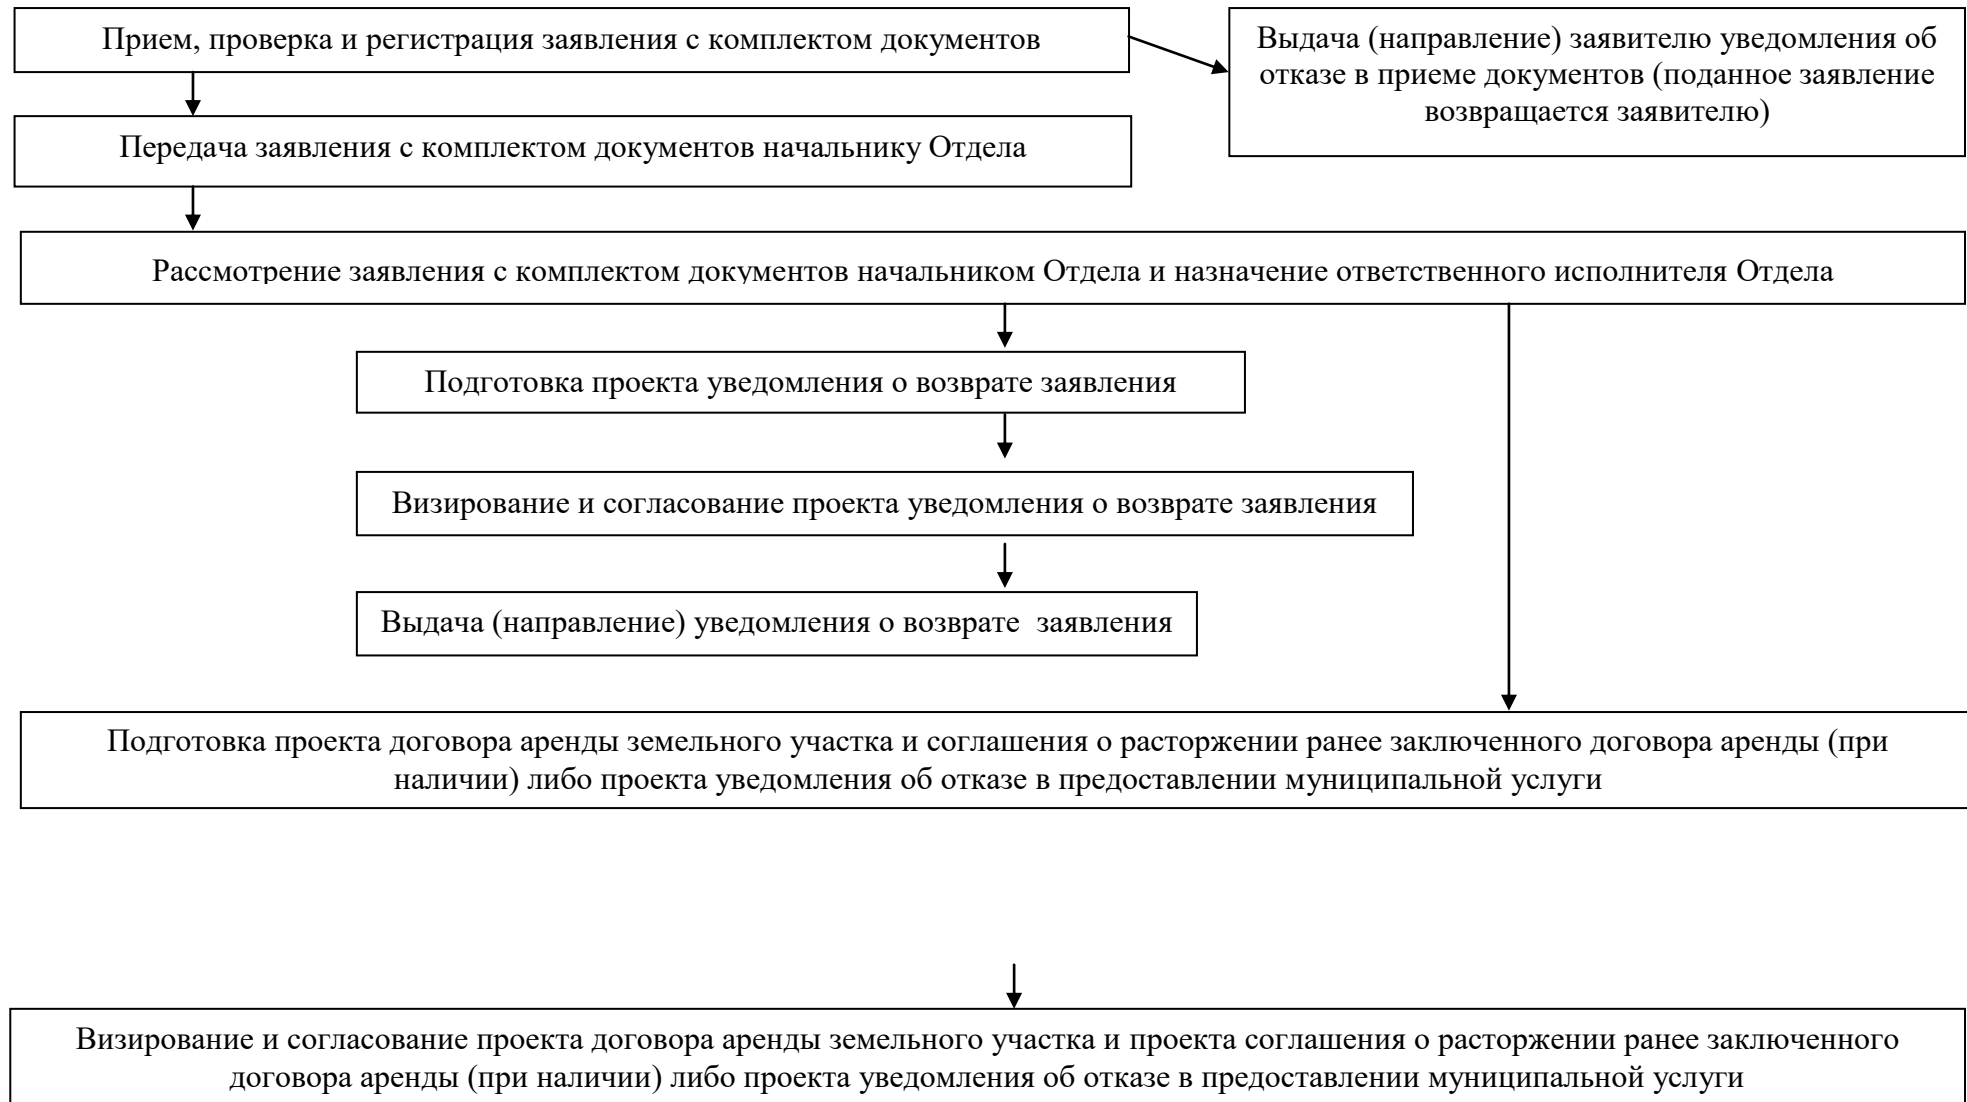 Прием, проверка и регистрация заявления с комплектом документов
Выдача (направление) заявителю уведомления об
отказе в приеме документов (поданное заявление
возвращается заявителю)
Передача заявления с комплектом документов начальнику Отдела
Рассмотрение заявления с комплектом документов начальником Отдела и назначение ответственного исполнителя Отдела
Подготовка проекта уведомления о возврате заявления
Визирование и согласование проекта уведомления о возврате заявления
Выдача (направление) уведомления о возврате  заявления
Подготовка проекта договора аренды земельного участка и соглашения о расторжении ранее заключенного договора аренды (при
наличии) либо проекта уведомления об отказе в предоставлении муниципальной услуги
Визирование и согласование проекта договора аренды земельного участка и проекта соглашения о расторжении ранее заключенного
договора аренды (при наличии) либо проекта уведомления об отказе в предоставлении муниципальной услуги